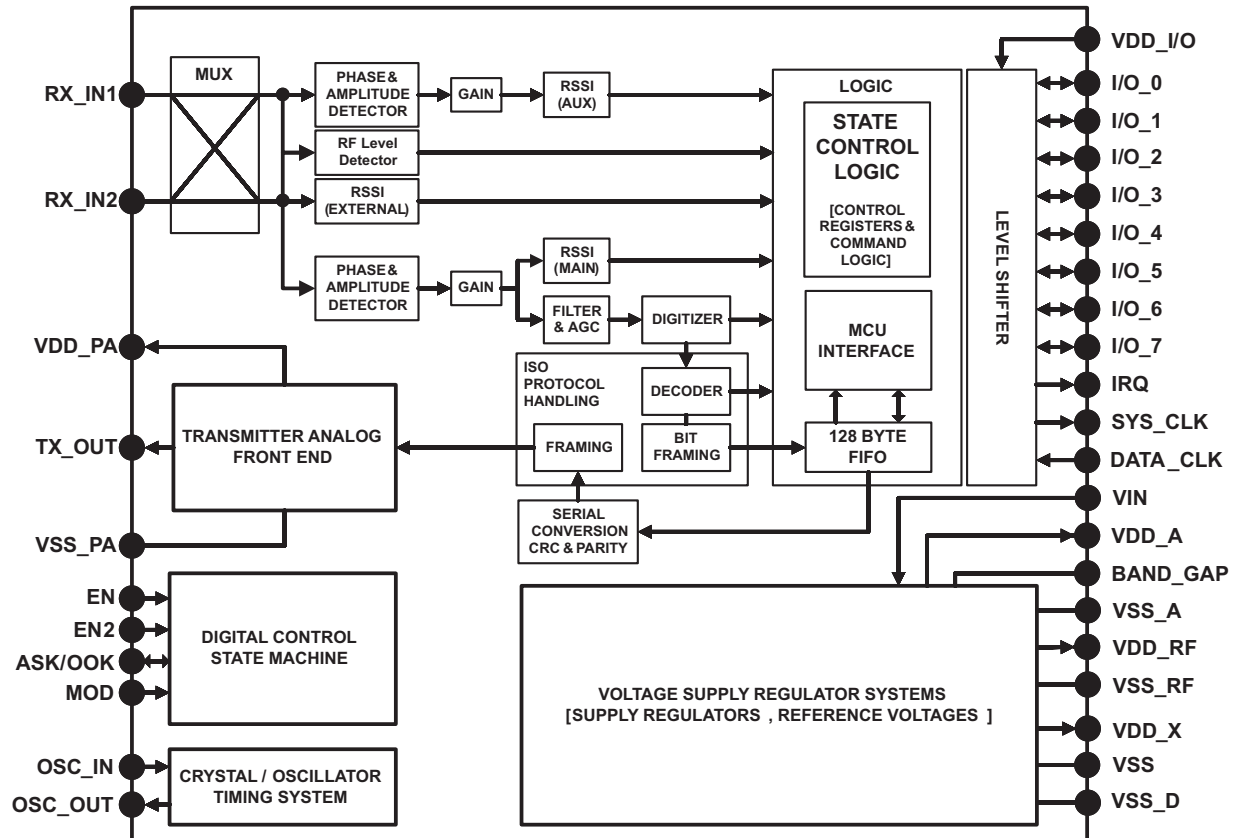 VDD_I/O
MUX
RX_IN1
RX_IN2
PHASE &
AMPLITUDE
DETECTOR
GAIN
RSSI
(AUX)
RF Level
Detector
RSSI
(EXTERNAL)
PHASE &
AMPLITUDE
DETECTOR
GAIN
RSSI
(MAIN)
FILTER
& AGC
DIGITIZER
ISO
PROTOCOL
HANDLING
DECODER
FRAMING
BIT
FRAMING
SERIAL
CONVERSION
CRC & PARITY
LOGIC
STATE
CONTROL
LOGIC
[CONTROL
REGISTERS &
COMMAND
LOGIC]
MCU
INTERFACE
128 BYTE
FIFO
LEVEL SHIFTER
I/O_0
I/O_1
I/O_2
I/O_3
I/O_4
I/O_5
I/O_6
I/O_7
IRQ
SYS_CLK
DATA_CLK
VIN
VDD_A
BAND_GAP
VSS_A
VDD_RF
VSS_RF
VDD_X
VSS
VSS_D
VDD_PA
TX_OUT
VSS_PA
TRANSMITTER ANALOG
FRONT END
EN
EN2
ASK/OOK
MOD
DIGITAL CONTROL
STATE MACHINE
OSC_IN
OSC_OUT
CRYSTAL / OSCILLATOR
TIMING SYSTEM
VOLTAGE SUPPLY REGULATOR SYSTEMS
[SUPPLY REGULATORS , REFERENCE VOLTAGES ]